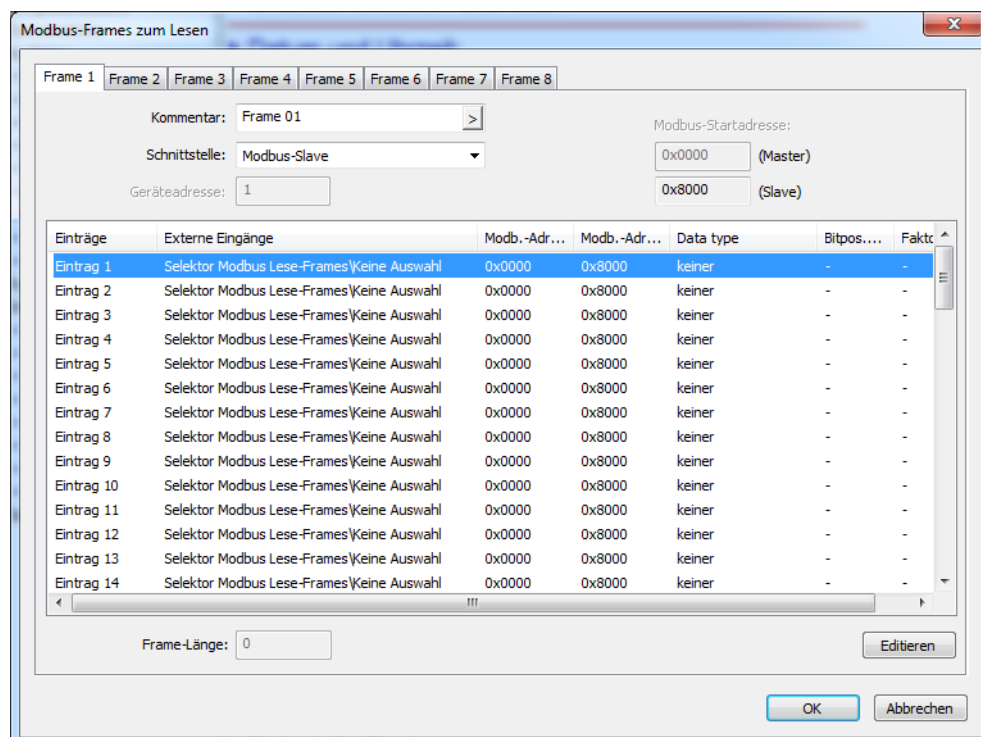 Modbus-Frames zum Lesen
Frame 1 Frame 2 Frame 3 Frame 4 Frame 5 Frame 6 Frame 7 Frame 8
Kommentar: Frame 01 >
Modbus-Startadresse:
Schnittstelle: Modbus-Slave 0x0000 (Master)
Geräteadresse: 1 0x8000 (Slave)
Einträge Externe Eingänge Modb.-Adr... Modb.-Adr... Data type Bitpos.... Fakto
Eintrag 1 Selektor Modbus Lese-Frames\Keine Auswahl 0x0000 0x8000 keiner - -
Eintrag 2 Selektor Modbus Lese-Frames\Keine Auswahl 0x0000 0x8000 keiner - -
Eintrag 3 Selektor Modbus Lese-Frames\Keine Auswahl 0x0000 0x8000 keiner - -
Eintrag 4 Selektor Modbus Lese-Frames\Keine Auswahl 0x0000 0x8000 keiner - -
Eintrag 5 Selektor Modbus Lese-Frames\Keine Auswahl 0x0000 0x8000 keiner - -
Eintrag 6 Selektor Modbus Lese-Frames\Keine Auswahl 0x0000 0x8000 keiner - -
Eintrag 7 Selektor Modbus Lese-Frames\Keine Auswahl 0x0000 0x8000 keiner - -
Eintrag 8 Selektor Modbus Lese-Frames\Keine Auswahl 0x0000 0x8000 keiner - -
Eintrag 9 Selektor Modbus Lese-Frames\Keine Auswahl 0x0000 0x8000 keiner - -
Eintrag 10 Selektor Modbus Lese-Frames\Keine Auswahl 0x0000 0x8000 keiner - -
Eintrag 11 Selektor Modbus Lese-Frames\Keine Auswahl 0x0000 0x8000 keiner - -
Eintrag 12 Selektor Modbus Lese-Frames\Keine Auswahl 0x0000 0x8000 keiner - -
Eintrag 13 Selektor Modbus Lese-Frames\Keine Auswahl 0x0000 0x8000 keiner - -
Eintrag 14 Selektor Modbus Lese-Frames\Keine Auswahl 0x0000 0x8000 keiner - -
Frame-Länge: 0 Editieren
OK Abbrechen